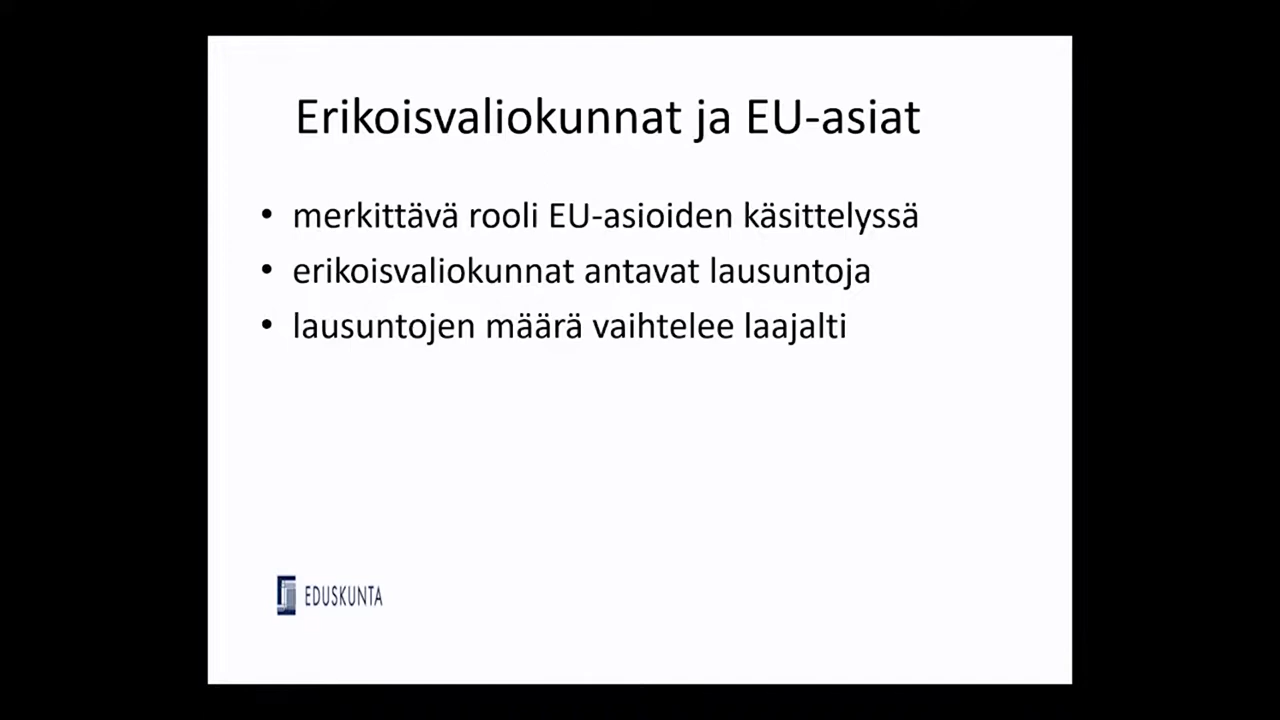 Erikoisvaliokunnat ja EU-asiat
• merkittävä rooli EU-asioiden käsittelyssä
• erikoisvaliokunnat antavat lausuntoja
• lausuntojen määrä vaihtelee laajalti
EDUSKUNTA